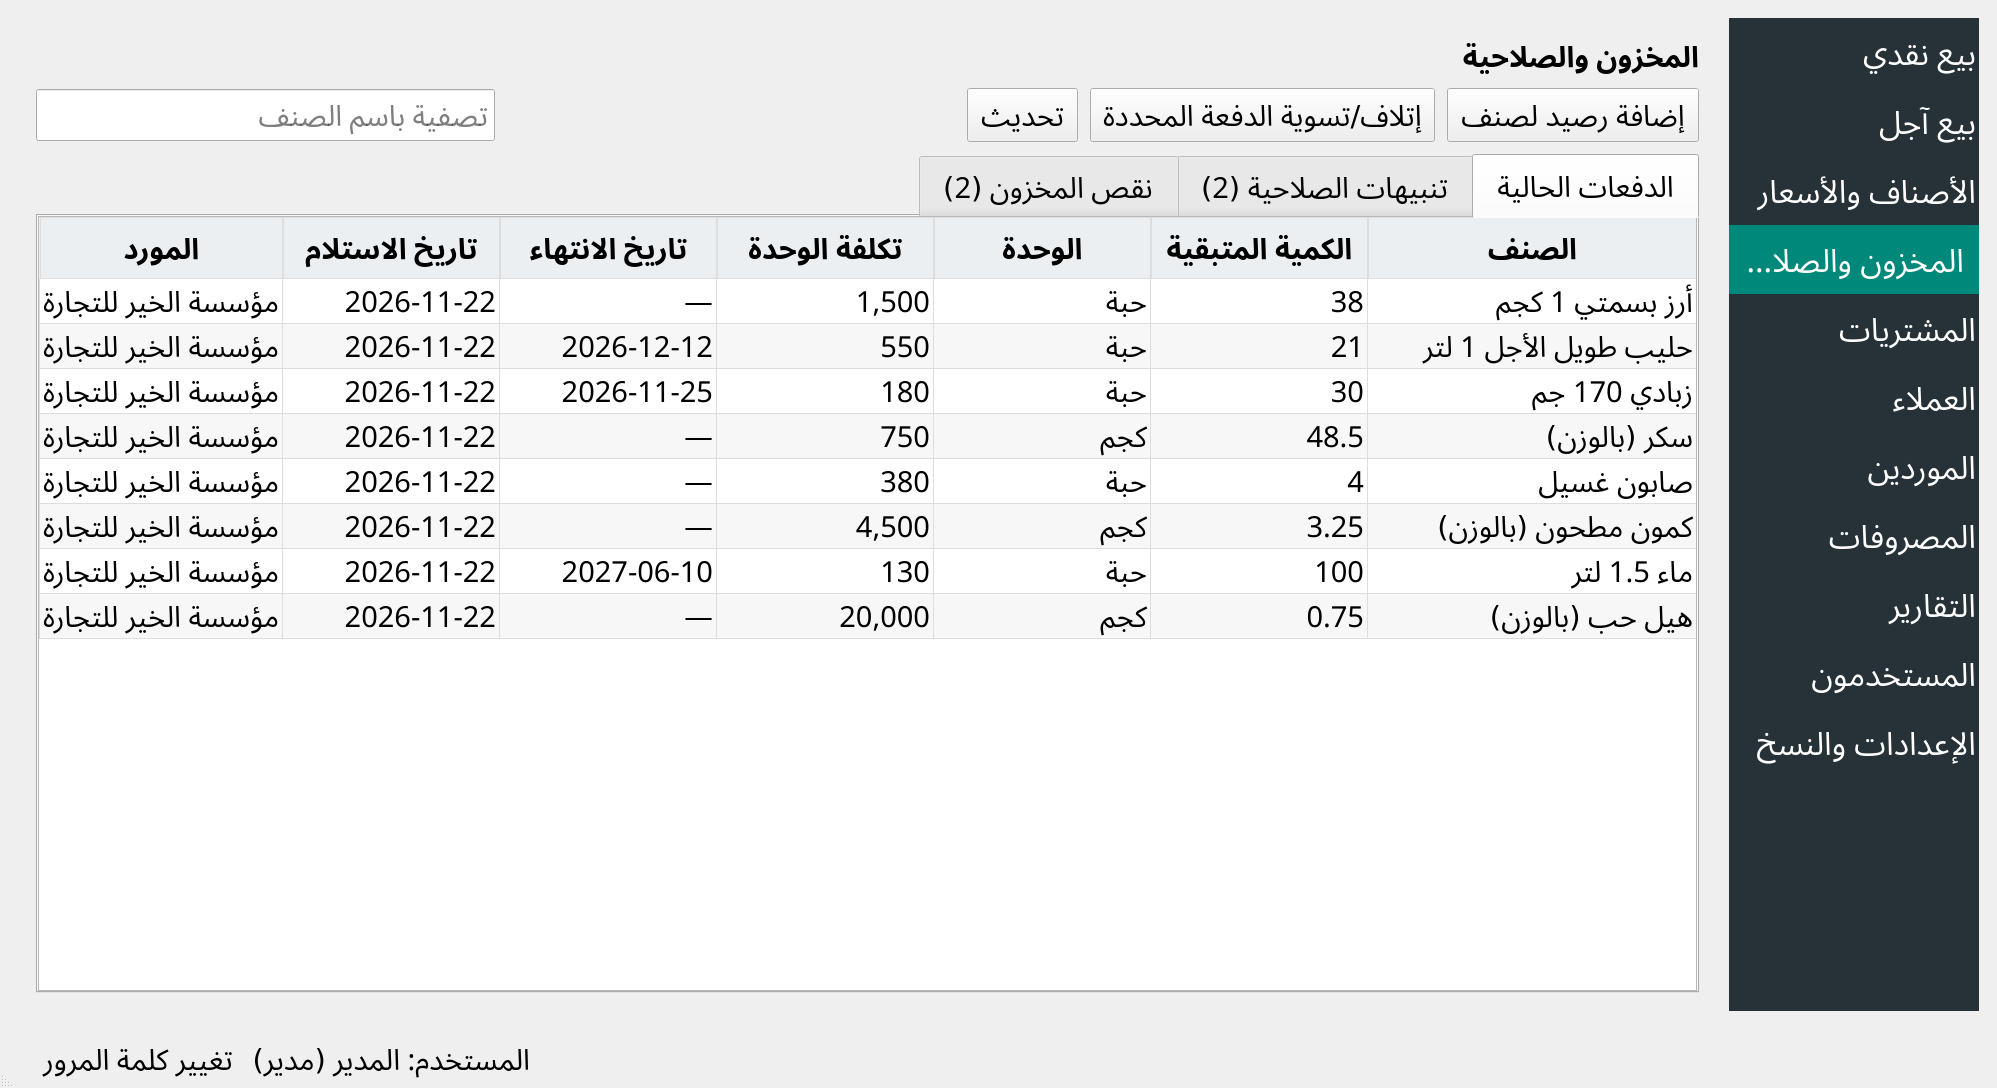 بيع نقدي
بيع آجل
الأصناف والأسعار
المخزون والصلا...
المشتريات
العملاء
الموردين
المصروفات
التقارير
المستخدمون
الإعدادات والنسخ
المخزون والصلاحية
إضافة رصيد لصنف إتلاف/تسوية الدفعة المحددة تحديث تصفية باسم الصنف
الدفعات الحالية تنبيهات الصلاحية (2) نقص المخزون (2)
الصنف الكمية المتبقية الوحدة تكلفة الوحدة تاريخ الانتهاء تاريخ الاستلام المورد
أرز بسمتي 1 كجم 38 حبة 1,500 — 2026-11-22 مؤسسة الخير للتجارة
حليب طويل الأجل 1 لتر 21 حبة 550 2026-12-12 2026-11-22 مؤسسة الخير للتجارة
زبادي 170 جم 30 حبة 180 2026-11-25 2026-11-22 مؤسسة الخير للتجارة
سكر (بالوزن) 48.5 كجم 750 — 2026-11-22 مؤسسة الخير للتجارة
صابون غسيل 4 حبة 380 — 2026-11-22 مؤسسة الخير للتجارة
كمون مطحون (بالوزن) 3.25 كجم 4,500 — 2026-11-22 مؤسسة الخير للتجارة
ماء 1.5 لتر 100 حبة 130 2027-06-10 2026-11-22 مؤسسة الخير للتجارة
هيل حب (بالوزن) 0.75 كجم 20,000 — 2026-11-22 مؤسسة الخير للتجارة
المستخدم: المدير (مدير) تغيير كلمة المرور